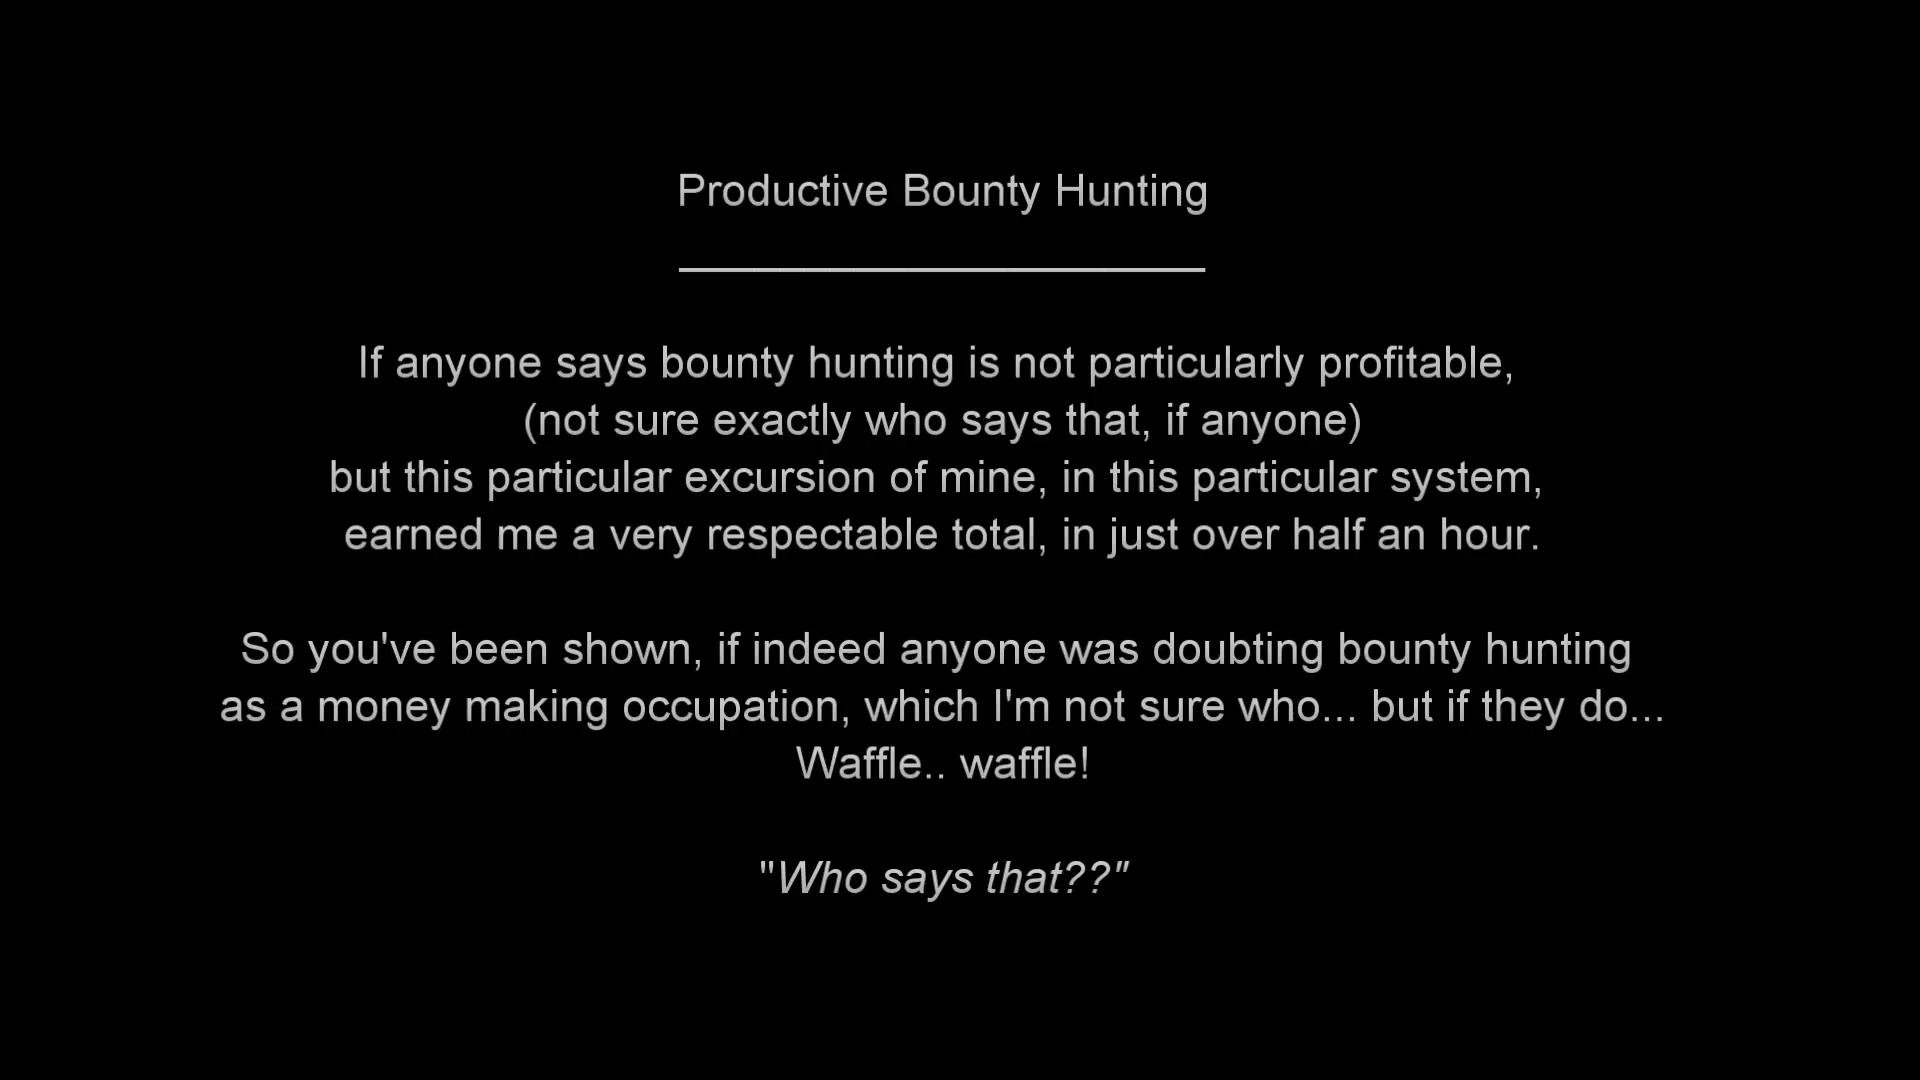 Productive Bounty Hunting
If anyone says bounty hunting is not particularly profitable,
(not sure exactly who says that, if anyone)
but this particular excursion of mine, in this particular system,
earned me a very respectable total, in just over half an hour.
So you've been shown, if indeed anyone was doubting bounty hunting
as a money making occupation, which I'm not sure who... but if they do...
Waffle.. waffle!
"Who says that??"